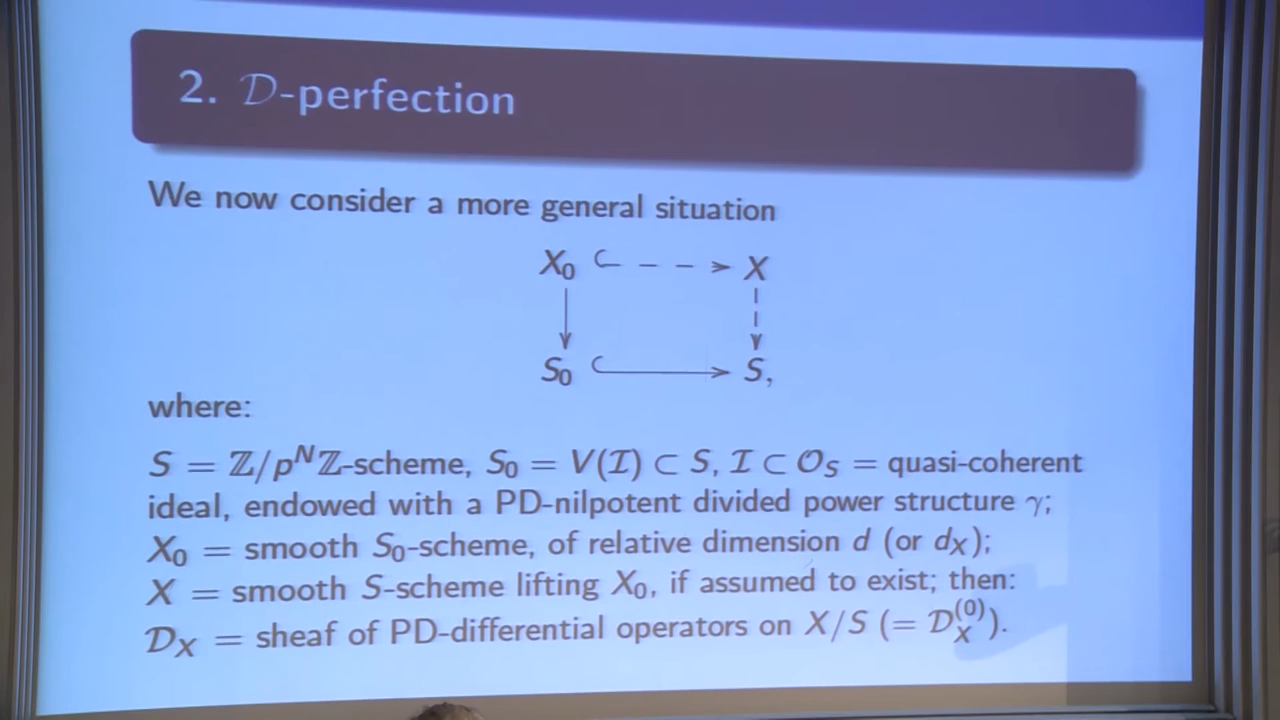 2. 𝒟-perfection
We now consider a more general situation
X₀ X
S₀ S,
where:
S = ℤ/pᴺℤ-scheme, S₀ = V(ℐ) ⊂ S, ℐ ⊂ 𝒪_S = quasi-coherent
ideal, endowed with a PD-nilpotent divided power structure γ;
X₀ = smooth S₀-scheme, of relative dimension d (or d_X);
X = smooth S-scheme lifting X₀, if assumed to exist; then:
𝒟_X = sheaf of PD-differential operators on X/S (= 𝒟_X^(0)).